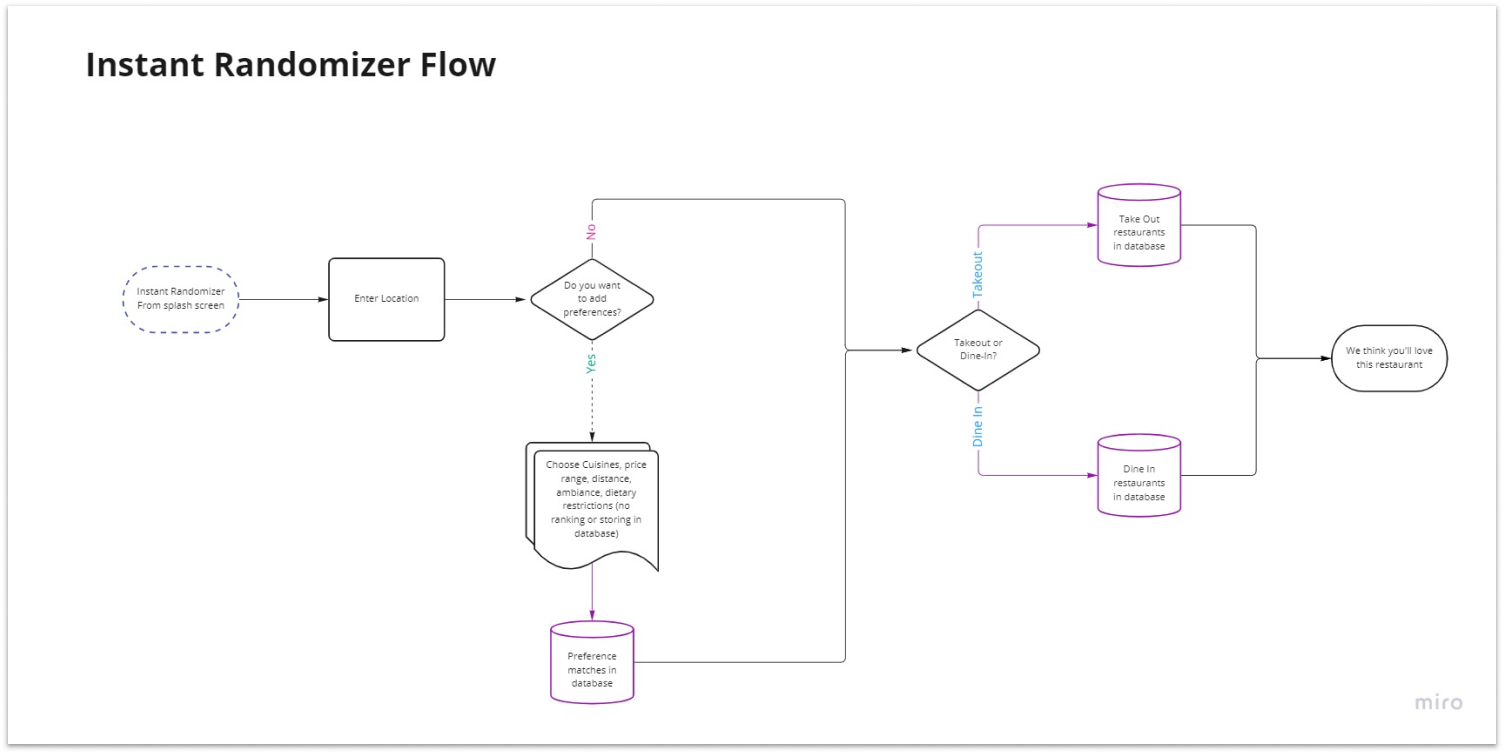 Instant Randomizer Flow
Instant Randomizer
From splash screen
Enter Location
Do you want
to add
preferences?
No
Yes
Choose Cuisines, price
range, distance,
ambiance, dietary
restrictions (no
ranking or storing in
database)
Preference
matches in
database
Takeout or
Dine-In?
Takeout
Dine In
Take Out
restaurants
in database
Dine In
restaurants
in database
We think you'll love
this restaurant
miro